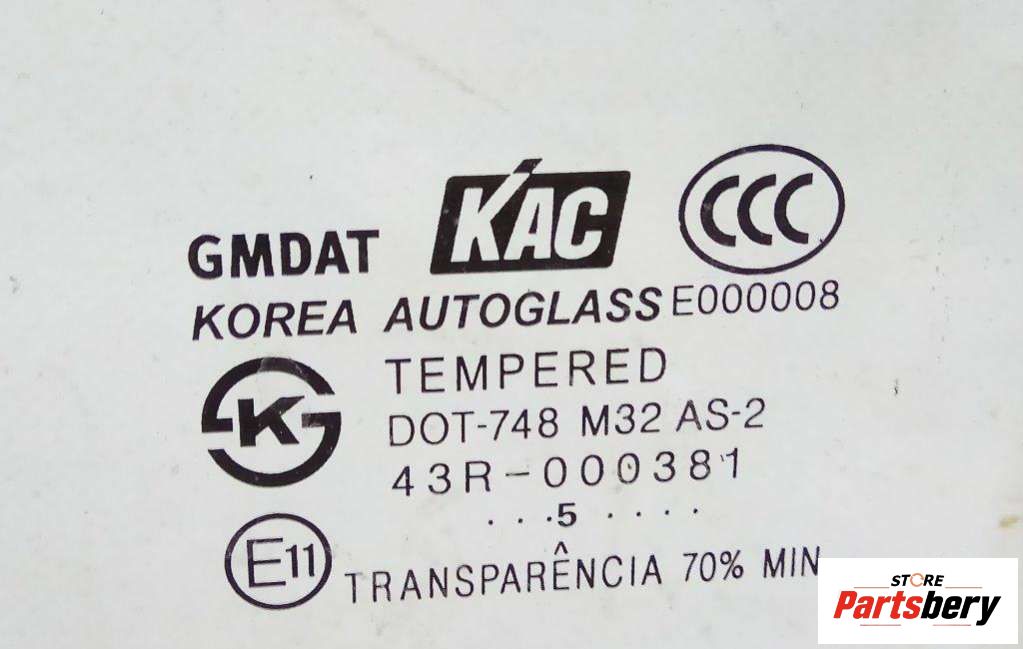 GMDAT KAC CCC
KOREA AUTOGLASS E000008
TEMPERED
K
DOT-748 M32 AS-2
43R-000381
...5 ....
E11 TRANSPARÊNCIA 70% MIN
STORE
Partsbery